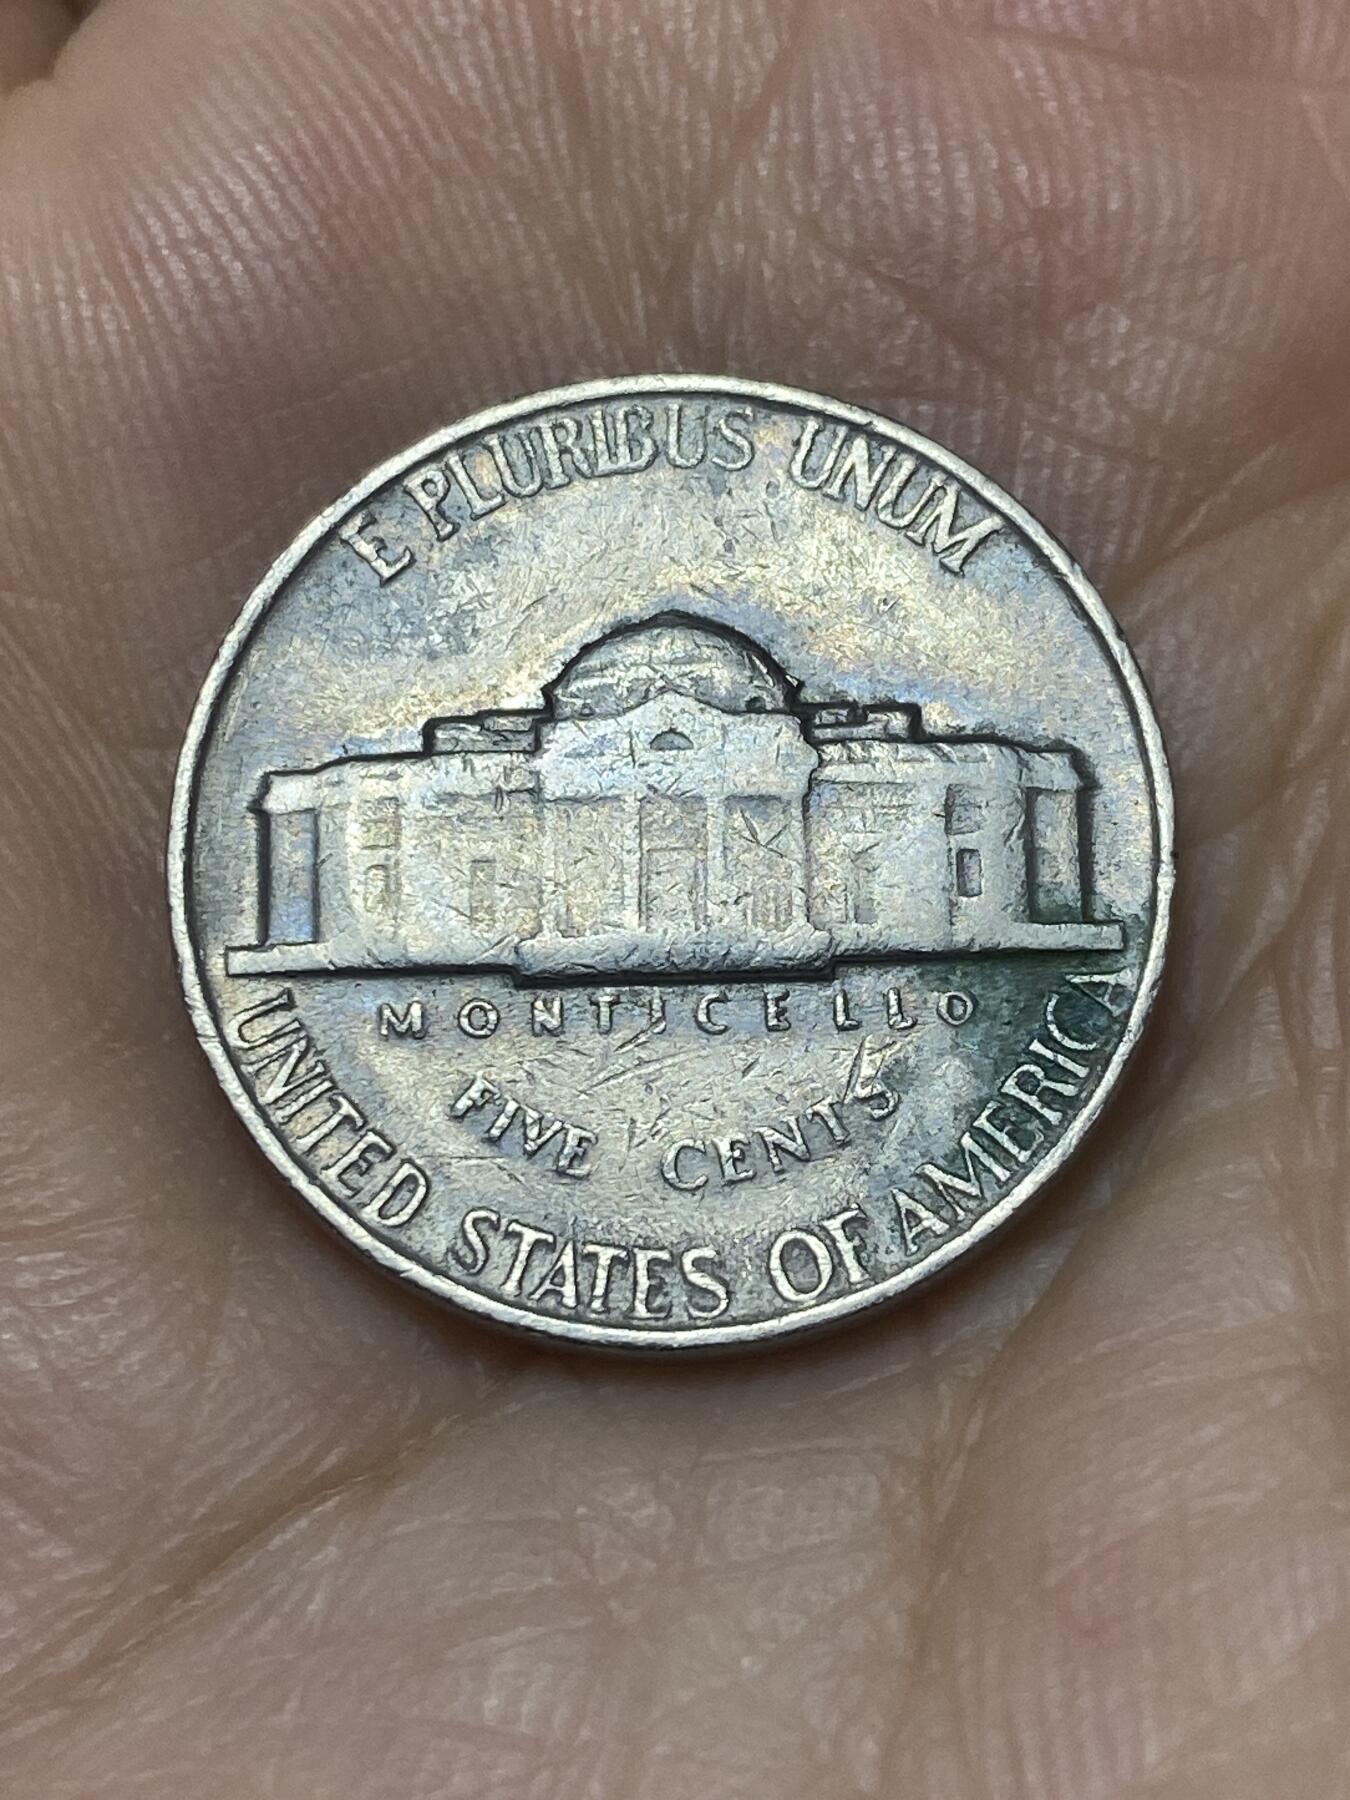 E PLURIBUS UNUM
MONTICELLO
FIVE CENTS
UNITED STATES OF AMERICA